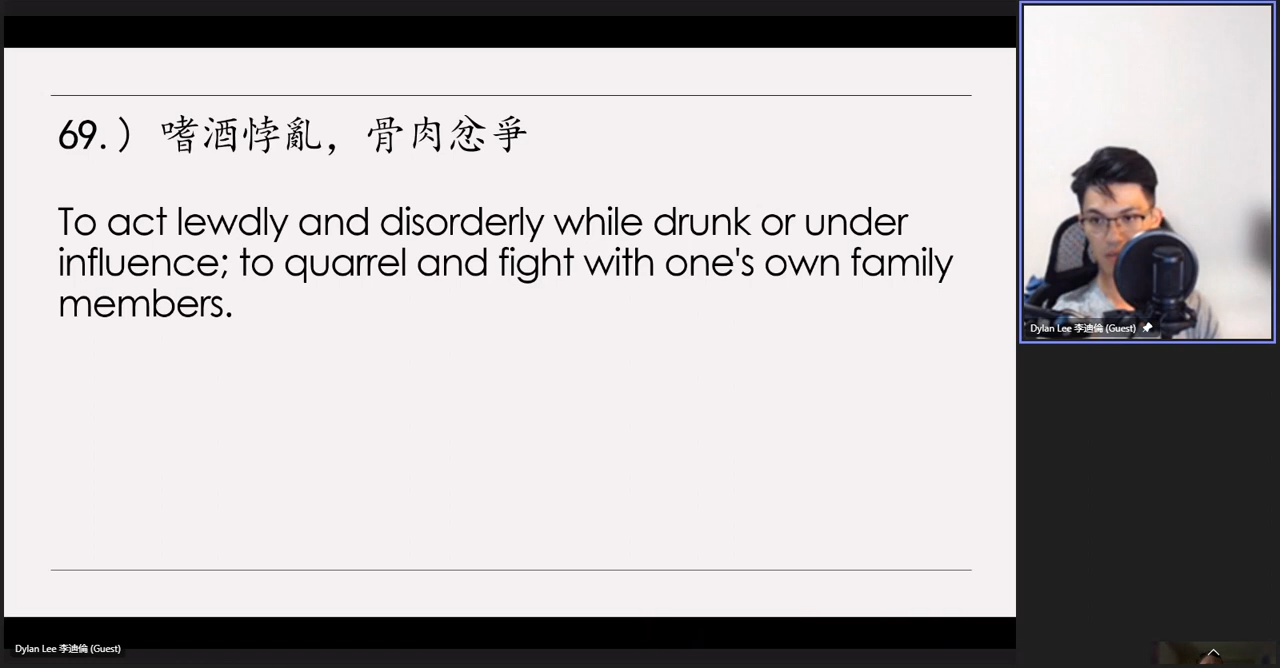 69.）嗜酒悖亂，骨肉忿爭
To act lewdly and disorderly while drunk or under
influence; to quarrel and fight with one's own family
members.
Dylan Lee 李迪倫 (Guest)
Dylan Lee 李迪倫 (Guest)